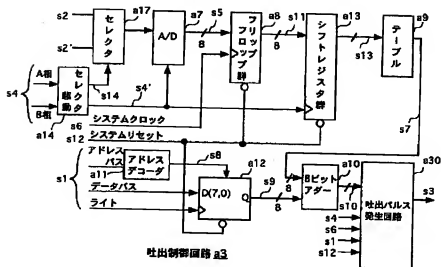 s2
a17
セレクタ
s2'
a7
A/D
s5
8
a8
フリップフロップ群
s11
8
a13
シフトレジスタ群
s13
a9
テーブル
s7
s4
A相
B相
セレクタ移動
a14
s14
s4'
s6
システムクロック
s12
システムリセット
アドレスバス
アドレスデコーダ
a11
s8
a12
s1
データバス
D(7,0)
Q
s9
8
8
ライト
8ビットアダー
a10
s10
8
a30
吐出パルス発生回路
s3
s4
s6
s1
s12
吐出制御回路 a3